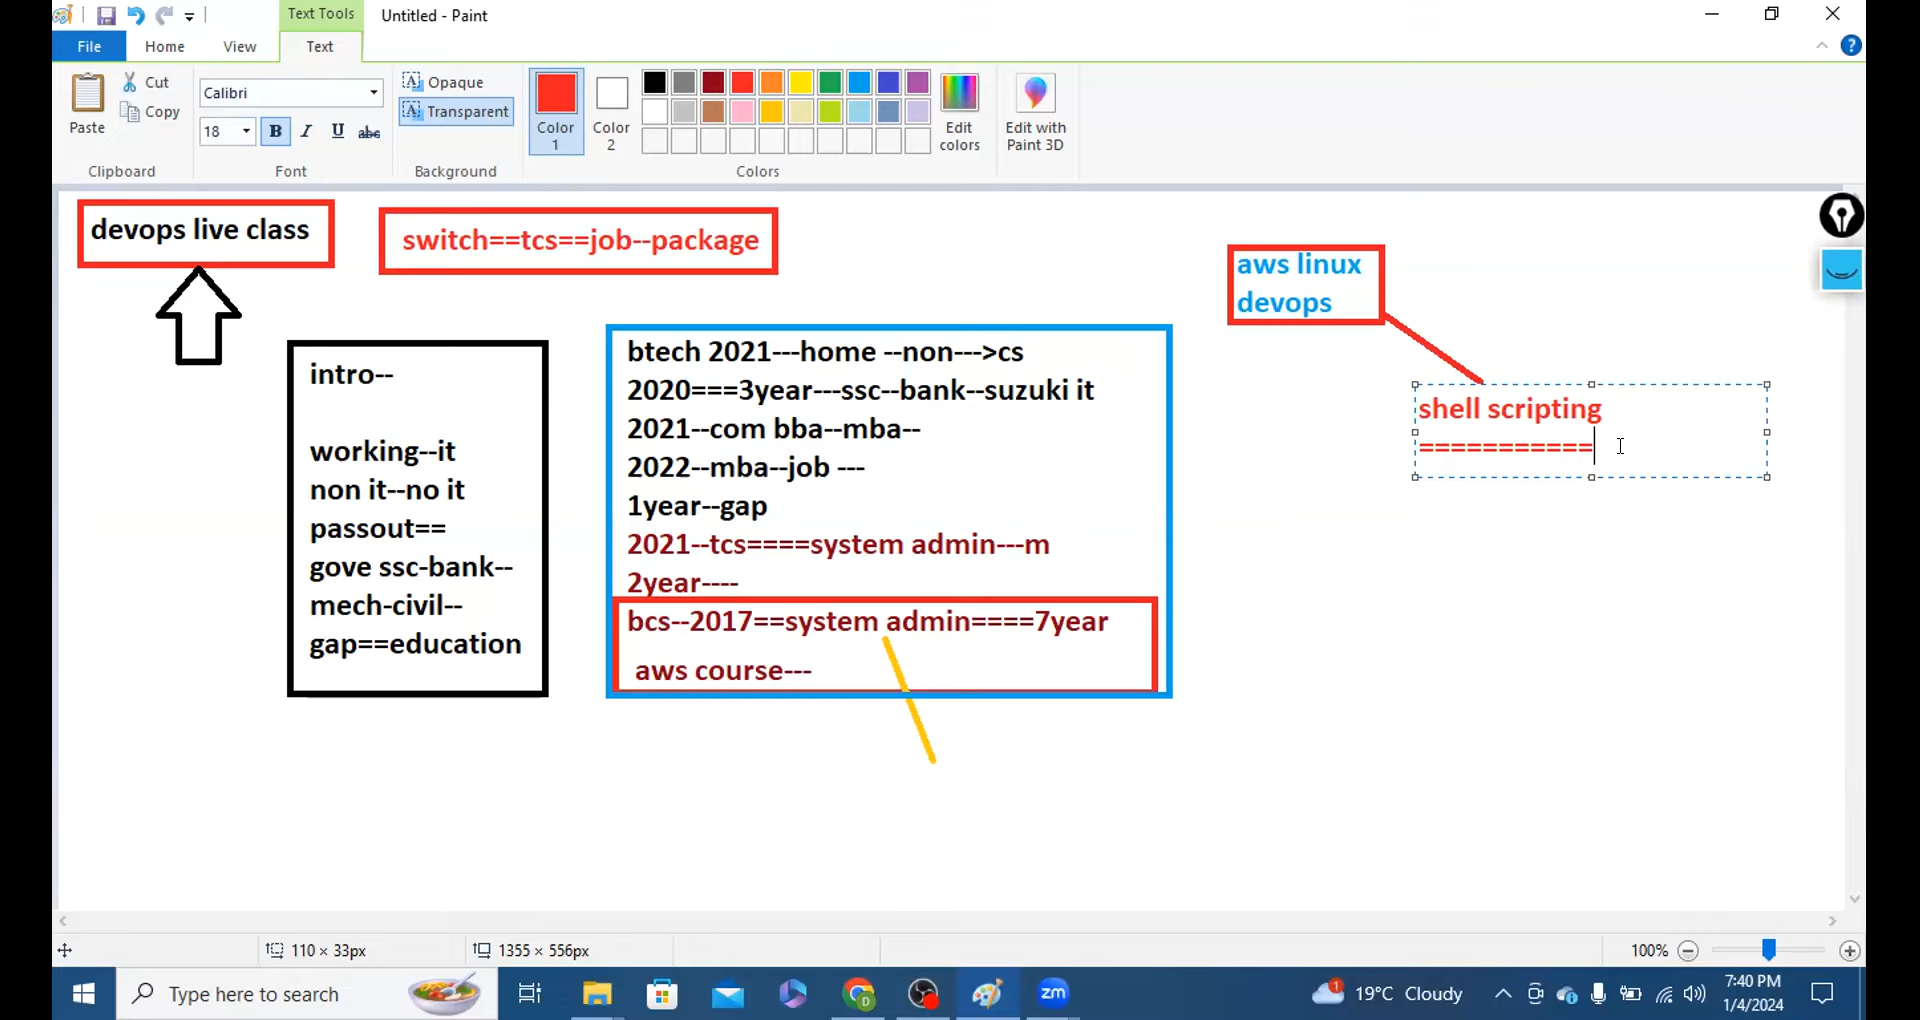 Text Tools
Untitled - Paint
File
Home
View
Text
Paste
Cut
Copy
Clipboard
Calibri
18
B
I
U
abc
Font
Opaque
Transparent
Background
Color 1
Color 2
Edit colors
Colors
Edit with Paint 3D
devops live class
switch==tcs==job--package
aws linux
devops
intro--
working--it
non it--no it
passout==
gove ssc-bank--
mech-civil--
gap==education
btech 2021---home --non--->cs
2020===3year---ssc--bank--suzuki it
2021--com bba--mba--
2022--mba--job ---
1year--gap
2021--tcs====system admin---m
2year----
bcs--2017==system admin====7year
aws course---
shell scripting
===========
110 × 33px
1355 × 556px
100%
Type here to search
zm
1
19°C Cloudy
7:40 PM
1/4/2024